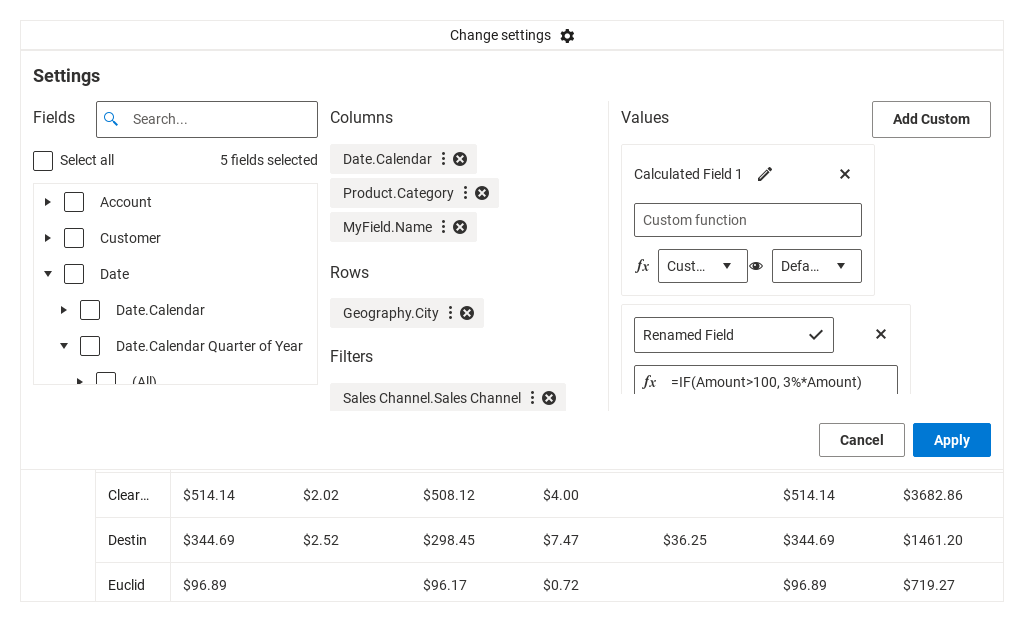 Change settings
Settings
Fields
Search...
Select all
5 fields selected
Account
Customer
Date
Date.Calendar
Date.Calendar Quarter of Year
(All)
Columns
Date.Calendar
Product.Category
MyField.Name
Rows
Geography.City
Filters
Sales Channel.Sales Channel
Values
Add Custom
Calculated Field 1
Custom function
fx Cust... Defa...
Renamed Field
fx =IF(Amount>100, 3%*Amount)
Cancel
Apply
Clear... $514.14 $2.02 $508.12 $4.00 $514.14 $3682.86
Destin $344.69 $2.52 $298.45 $7.47 $36.25 $344.69 $1461.20
Euclid $96.89 $96.17 $0.72 $96.89 $719.27